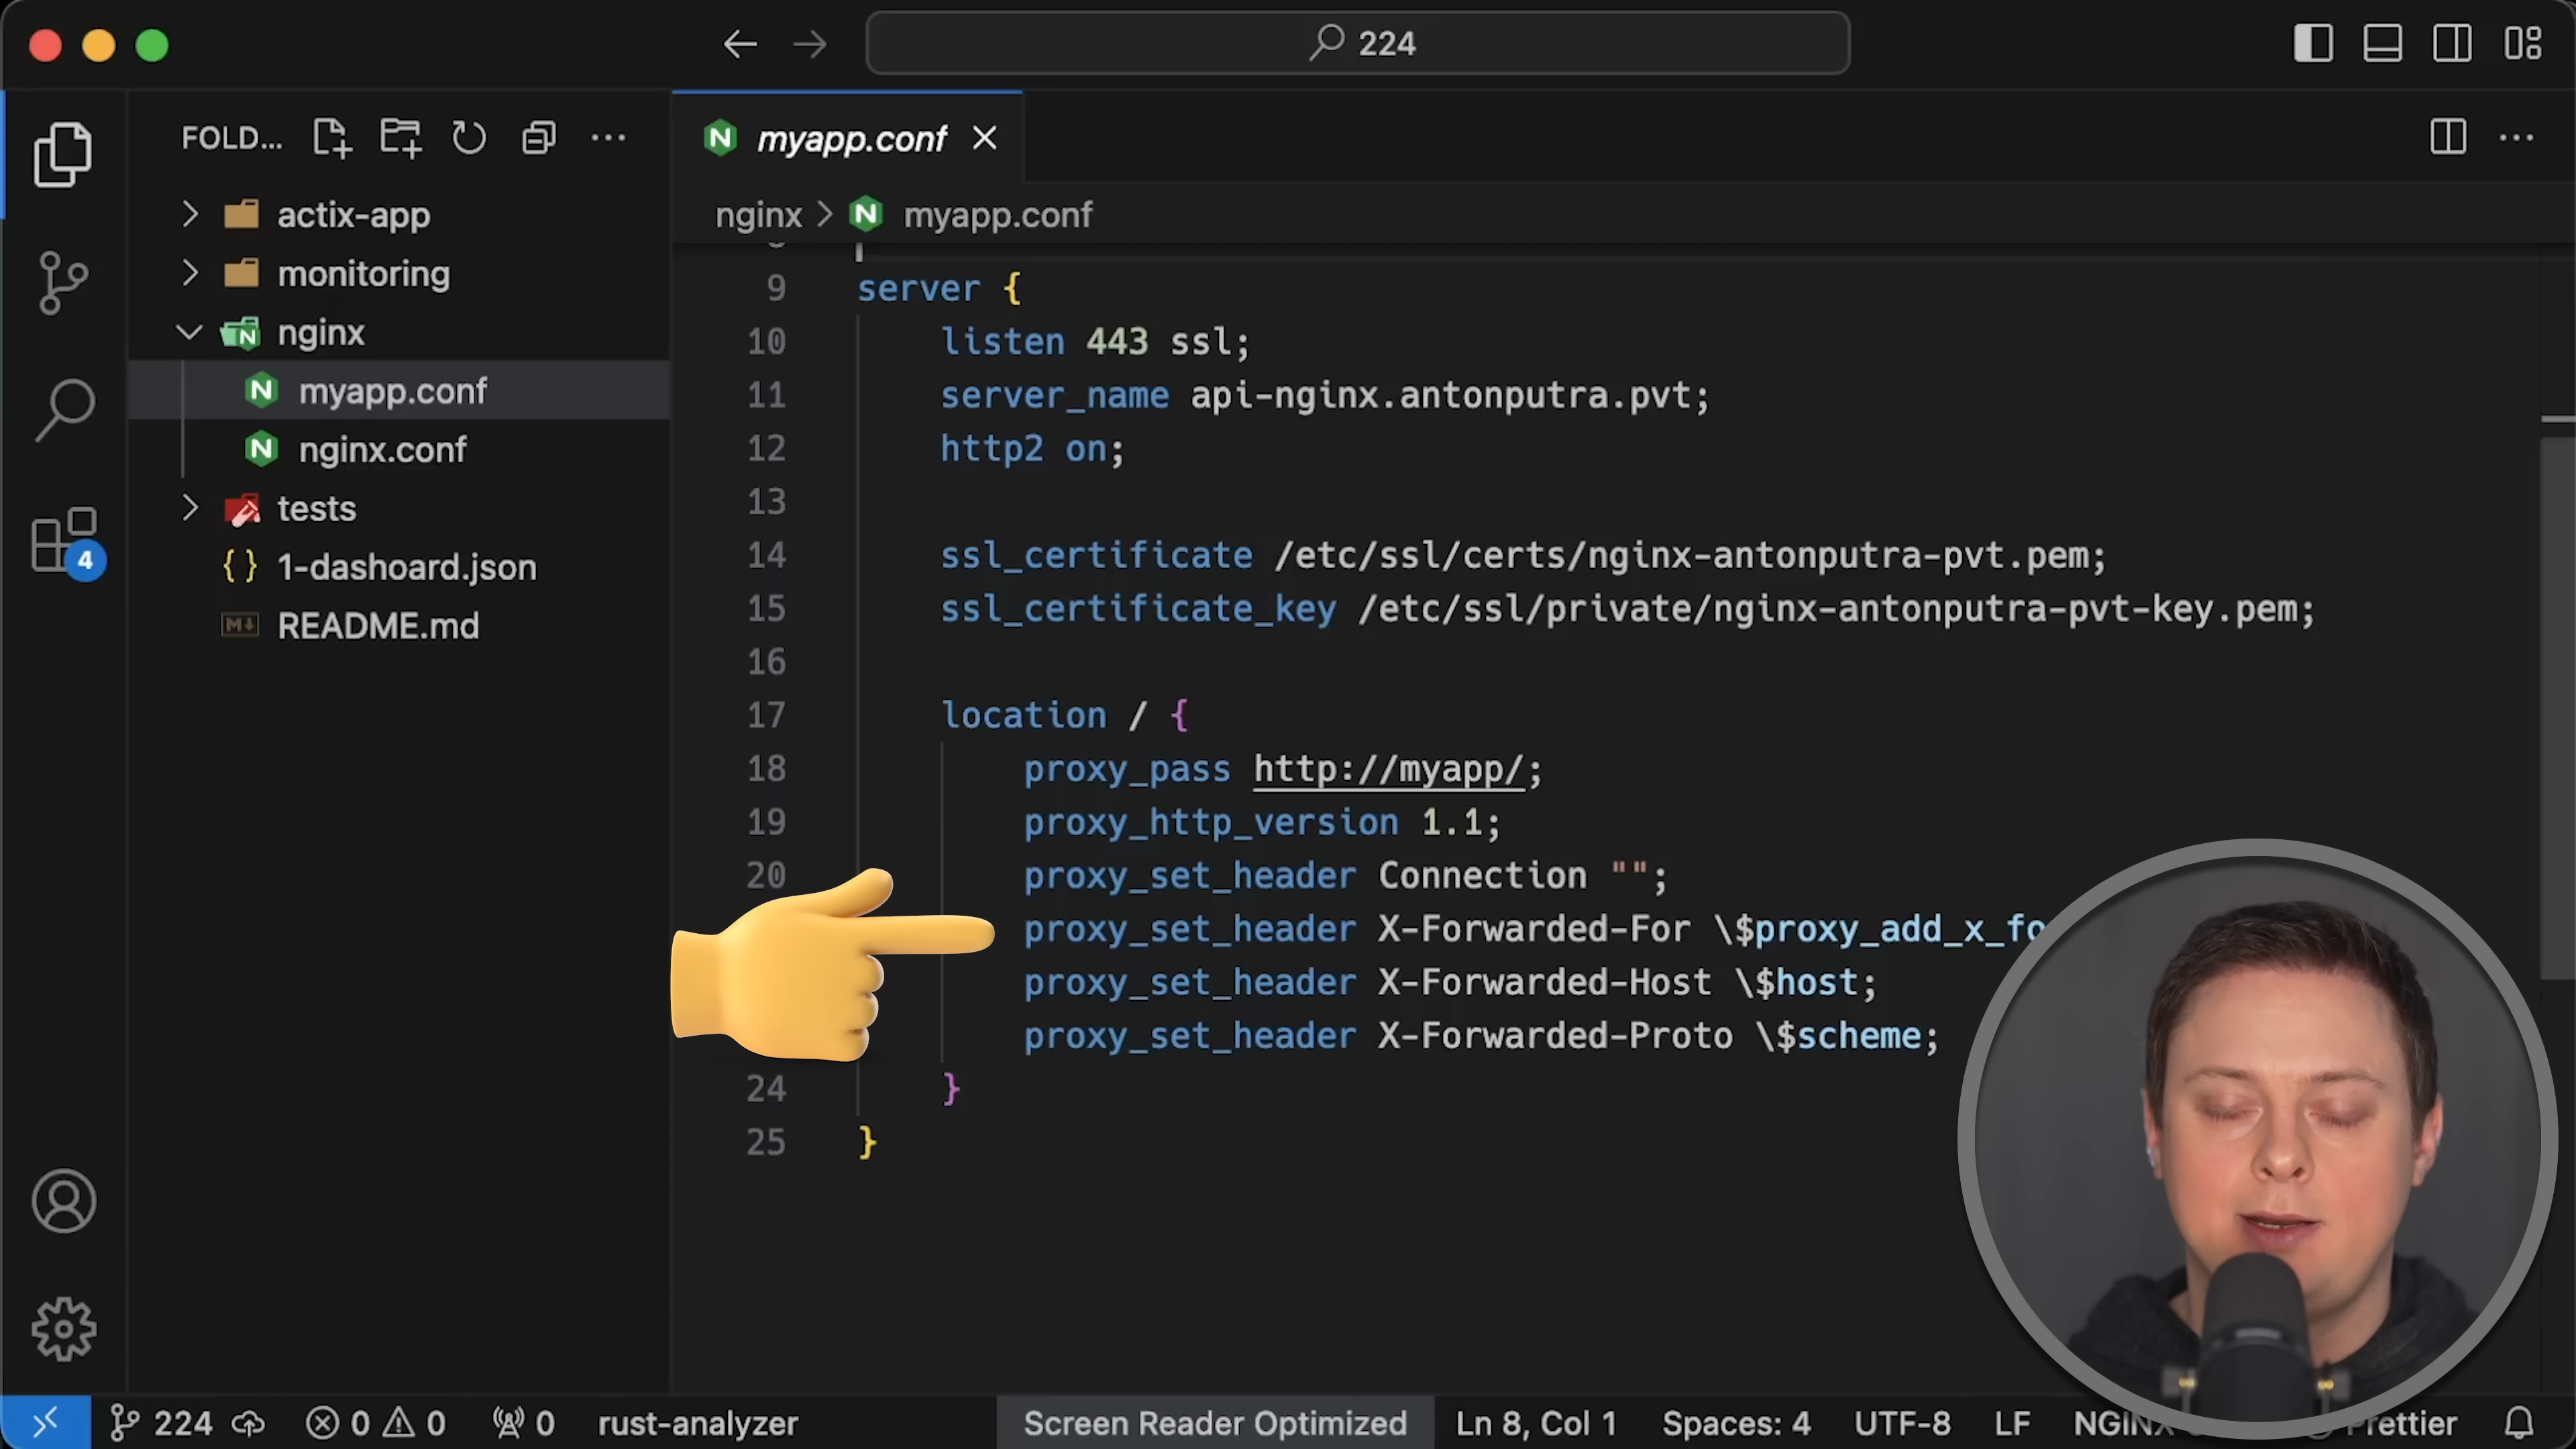 224
FOLD...
myapp.conf
actix-app
monitoring
nginx
myapp.conf
nginx.conf
tests
1-dashoard.json
README.md
4
nginx > myapp.conf
9 server {
10 listen 443 ssl;
11 server_name api-nginx.antonputra.pvt;
12 http2 on;
13
14 ssl_certificate /etc/ssl/certs/nginx-antonputra-pvt.pem;
15 ssl_certificate_key /etc/ssl/private/nginx-antonputra-pvt-key.pem;
16
17 location / {
18 proxy_pass http://myapp/;
19 proxy_http_version 1.1;
20 proxy_set_header Connection "";
proxy_set_header X-Forwarded-For \$proxy_add_x_fo
proxy_set_header X-Forwarded-Host \$host;
proxy_set_header X-Forwarded-Proto \$scheme;
24 }
25 }
224 0 0 0 rust-analyzer Screen Reader Optimized Ln 8, Col 1 Spaces: 4 UTF-8 LF NGINX Prettier